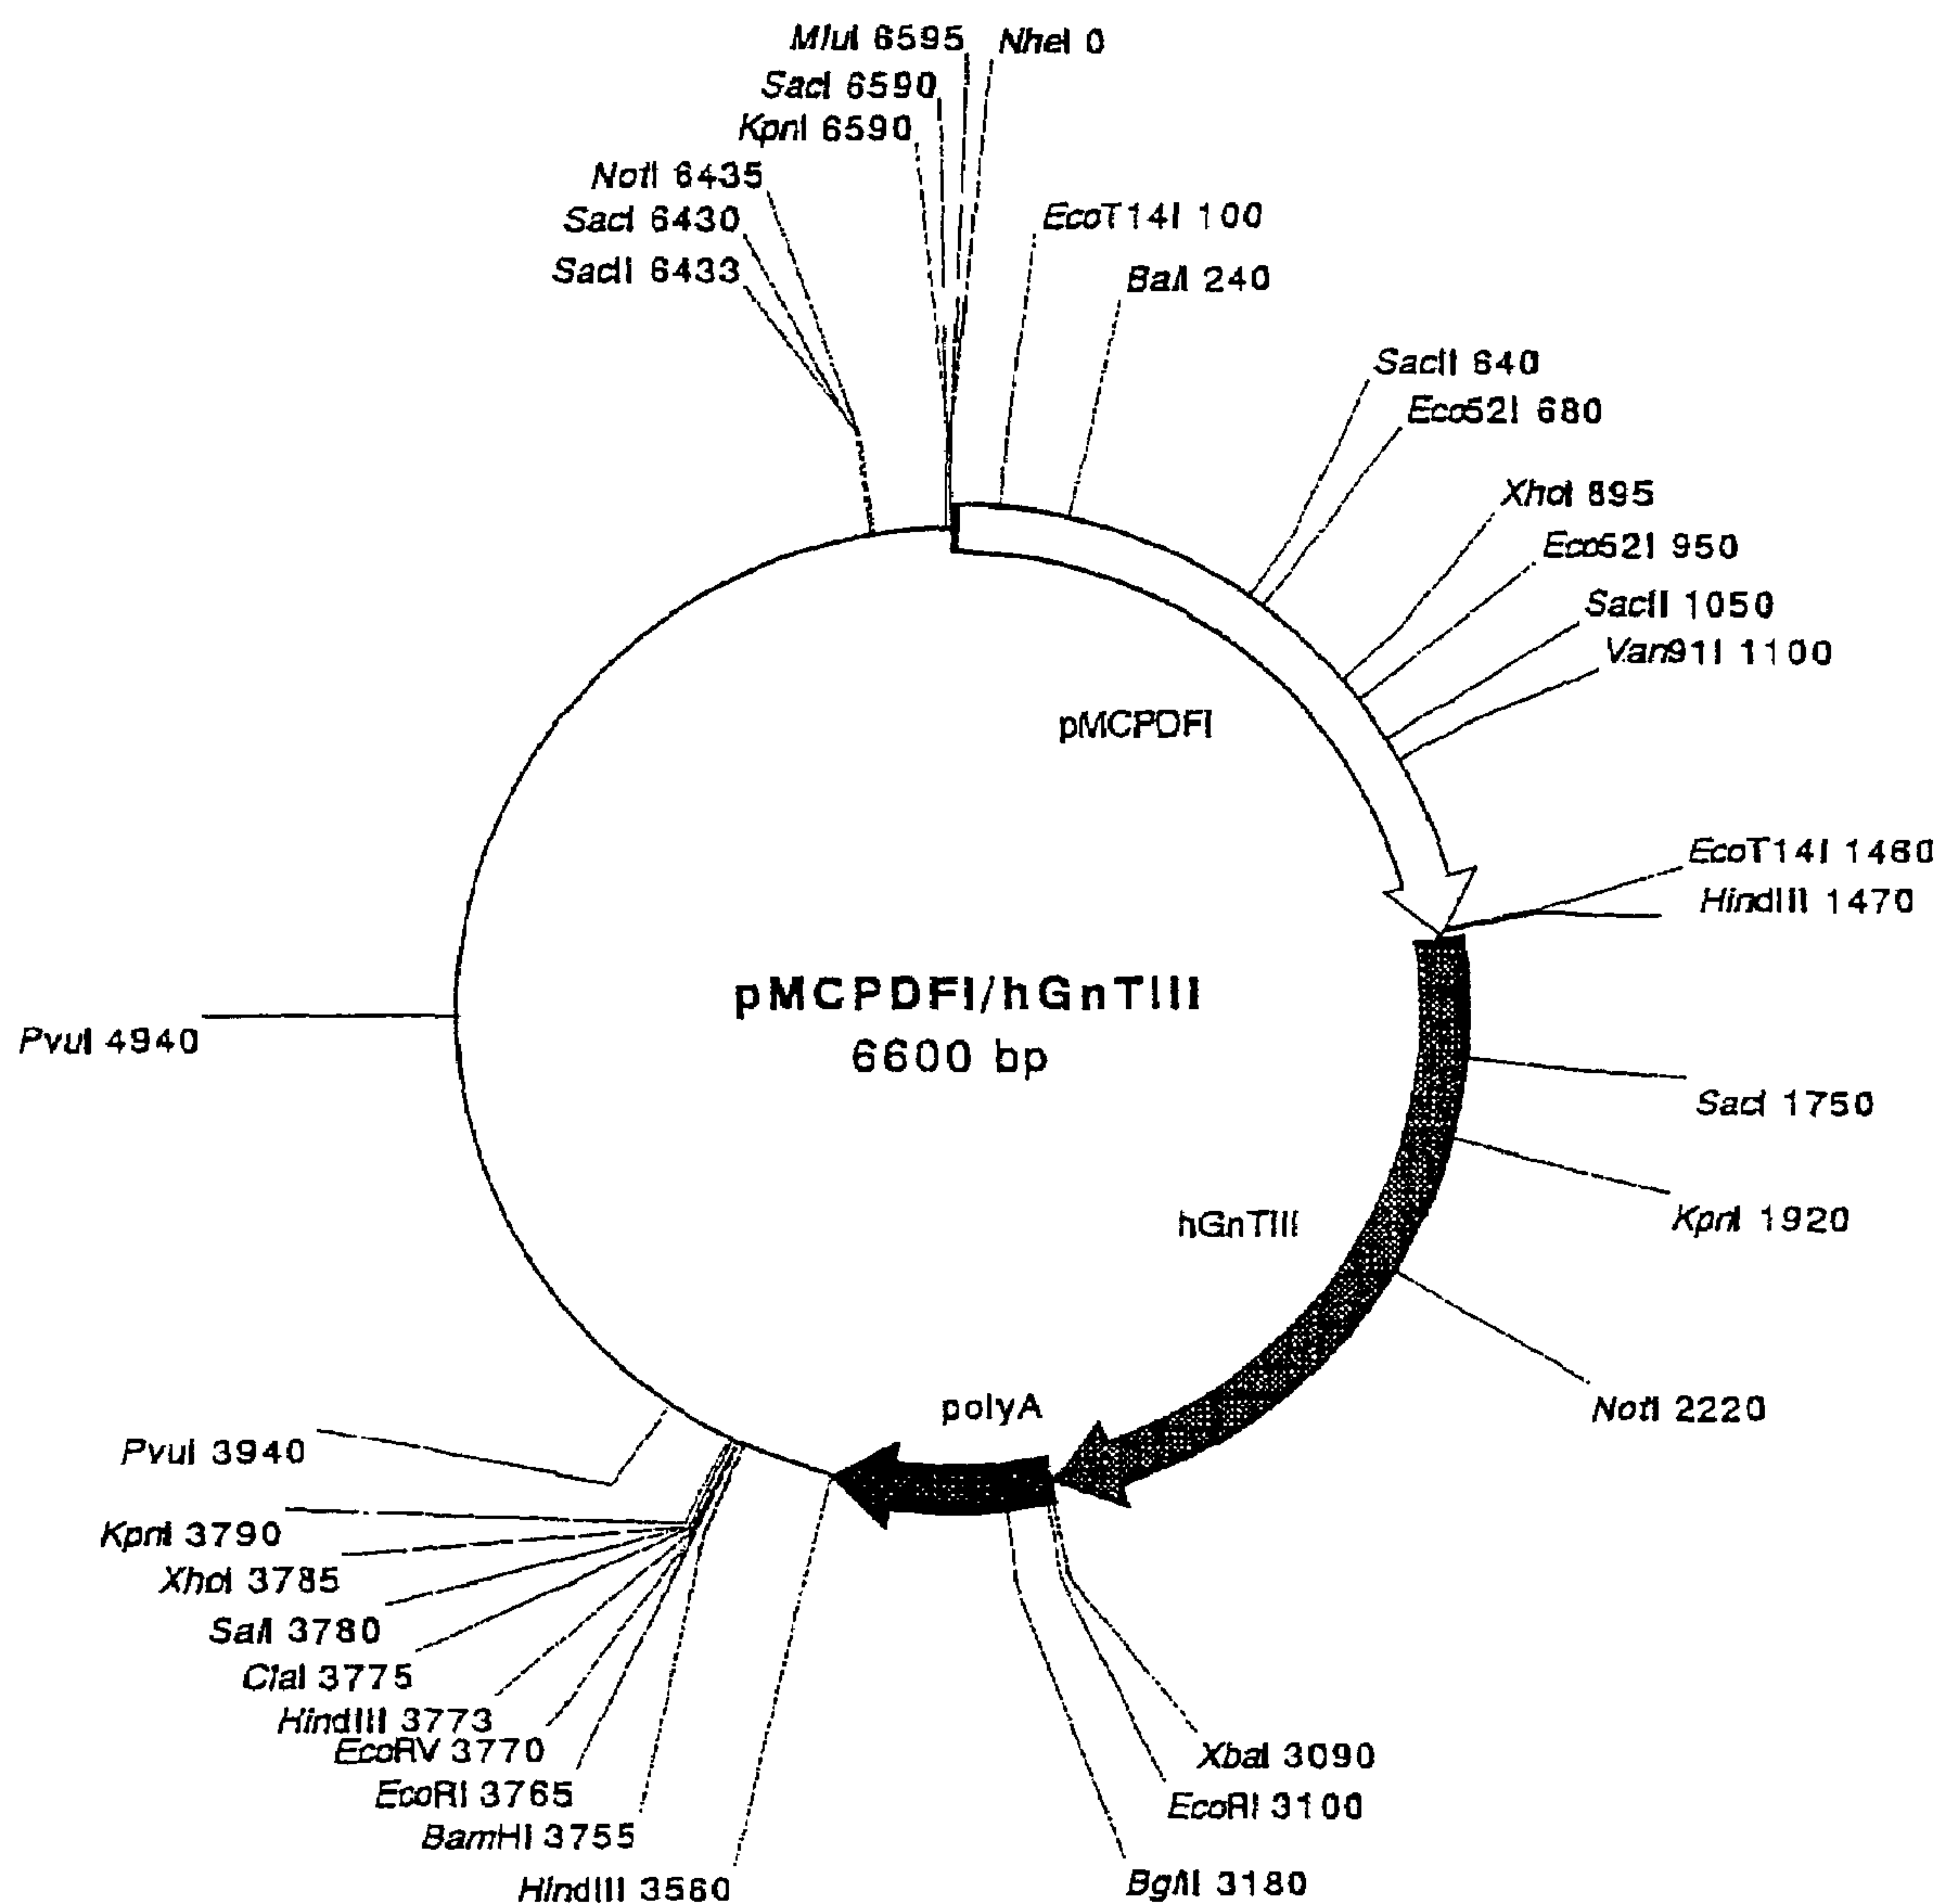 MluI 6595
NheI 0
SacI 6590
KpnI 6590
NotI 6435
SacI 6430
SacII 6433
EcoT14I 100
BalI 240
SacII 640
Eco52I 680
XhoI 895
Eco52I 950
SacII 1050
Van91I 1100
pMCPDFI
EcoT14I 1460
HindIII 1470
pMCPDFI/hGnTIII
6600 bp
PvuI 4940
SacI 1750
KpnI 1920
hGnTIII
NotI 2220
polyA
PvuI 3940
KpnI 3790
XhoI 3785
SalI 3780
ClaI 3775
HindIII 3773
EcoRV 3770
EcoRI 3765
BamHI 3755
HindIII 3560
XbaI 3090
EcoRI 3100
BglII 3180